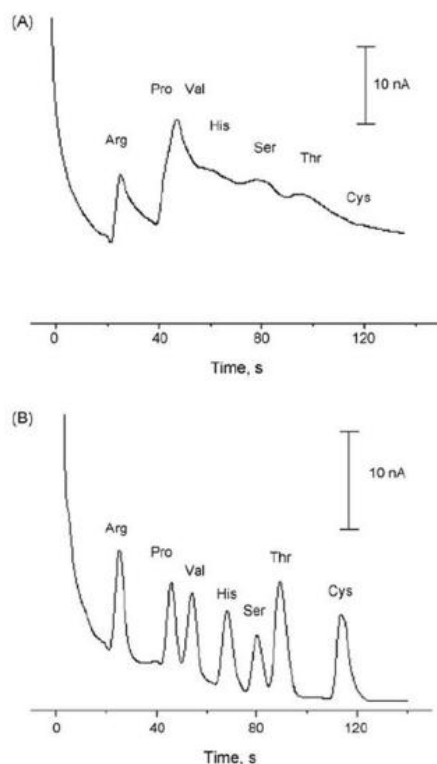 (A)
10 nA
Pro Val
Arg
His
Ser
Thr
Cys
0 40 80 120
Time, s
(B)
10 nA
Arg
Pro
Val
His
Ser
Thr
Cys
0 40 80 120
Time, s